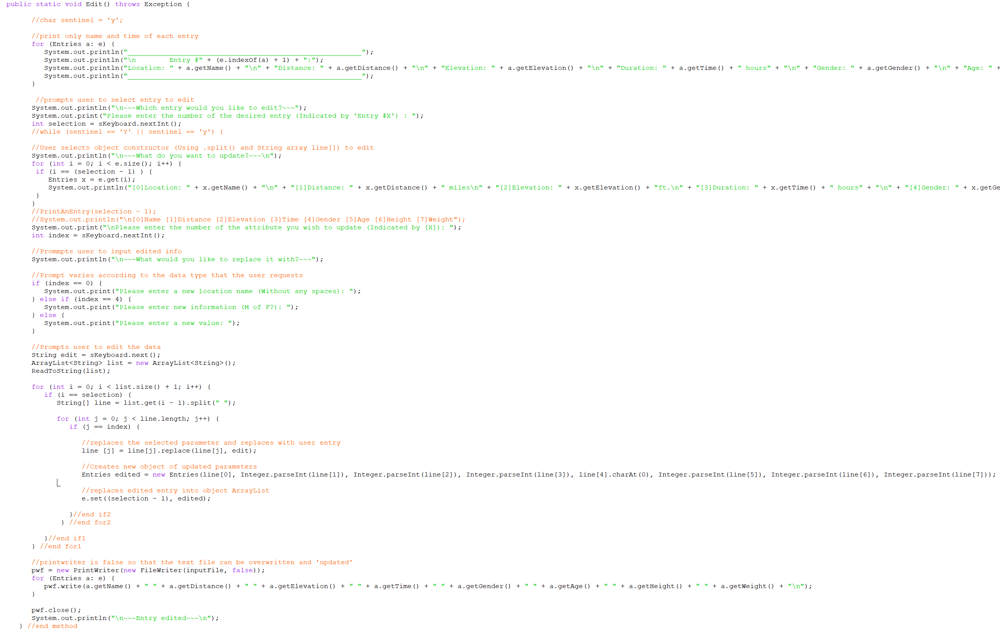 public static void Edit() throws Exception {
//char sentinel = 'y';
//print only name and time of each entry
for (Entries a: e) {
System.out.println("________________________________________________________");
System.out.println("\n        Entry #" + (e.indexOf(a) + 1) + ":");
System.out.println("Location: " + a.getName() + "\n" + "Distance: " + a.getDistance() + "\n" + "Elevation: " + a.getElevation() + "\n" + "Duration: " + a.getTime() + " hours" + "\n" + "Gender: " + a.getGender() + "\n" + "Age: " +
System.out.println("________________________________________________________");
}
//prompts user to select entry to edit
System.out.println("\n~~~Which entry would you like to edit?~~~");
System.out.print("Please enter the number of the desired entry (Indicated by 'Entry #X') : ");
int selection = sKeyboard.nextInt();
//while (sentinel == 'Y' || sentinel == 'y') {
//User selects object constructor (Using .split() and String array line[]) to edit
System.out.println("\n~~~What do you want to update?~~~\n");
for (int i = 0; i < e.size(); i++) {
if (i == (selection - 1) ) {
Entries x = e.get(i);
System.out.println("[0]Location: " + x.getName() + "\n" + "[1]Distance: " + x.getDistance() + " miles\n" + "[2]Elevation: " + x.getElevation() + "ft.\n" + "[3]Duration: " + x.getTime() + " hours" + "\n" + "[4]Gender: " + x.getGe
}
}
//PrintAnEntry(selection - 1);
//System.out.println("\n[0]Name [1]Distance [2]Elevation [3]Time [4]Gender [5]Age [6]Height [7]Weight");
System.out.print("\nPlease enter the number of the attribute you wish to update (Indicated by [X]): ");
int index = sKeyboard.nextInt();
//Prommpts user to input edited info
System.out.println("\n~~~What would you like to replace it with?~~~");
//Prompt varies according to the data type that the user requests
if (index == 0) {
System.out.print("Please enter a new location name (Without any spaces): ");
} else if (index == 4) {
System.out.print("Please enter new information (M of F?): ");
} else {
System.out.print("Please enter a new value: ");
}
//Prompts user to edit the data
String edit = sKeyboard.next();
ArrayList<String> list = new ArrayList<String>();
ReadToString(list);
for (int i = 0; i < list.size() + 1; i++) {
if (i == selection) {
String[] line = list.get(i - 1).split(" ");
for (int j = 0; j < line.length; j++) {
if (j == index) {
//replaces the selected parameter and replaces with user entry
line [j] = line[j].replace(line[j], edit);
//Creates new object of updated parameters
Entries edited = new Entries(line[0], Integer.parseInt(line[1]), Integer.parseInt(line[2]), Integer.parseInt(line[3]), line[4].charAt(0), Integer.parseInt(line[5]), Integer.parseInt(line[6]), Integer.parseInt(line[7]));
//replaces edited entry into object ArrayList
e.set((selection - 1), edited);
}//end if2
} //end for2
}//end if1
} //end for1
//printwriter is false so that the text file can be overwritten and 'updated'
pwf = new PrintWriter(new FileWriter(inputFile, false));
for (Entries a: e) {
pwf.write(a.getName() + " " + a.getDistance() + " " + a.getElevation() + " " + a.getTime() + " " + a.getGender() + " " + a.getAge() + " " + a.getHeight() + " " + a.getWeight() + "\n");
}
pwf.close();
System.out.println("\n~~~Entry edited~~~\n");
} //end method